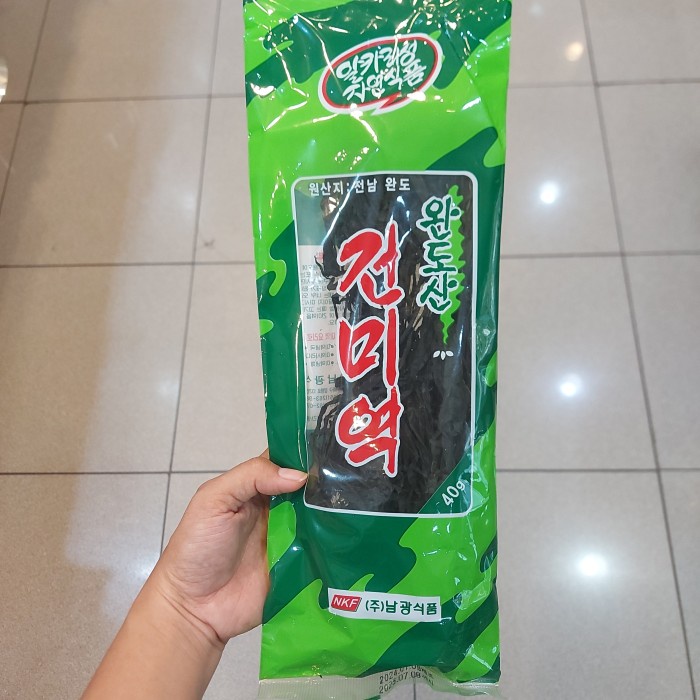 알카리성
자연식품
원산지 : 전남 완도
완도산
건미역
40g
NKF (주)남광식품